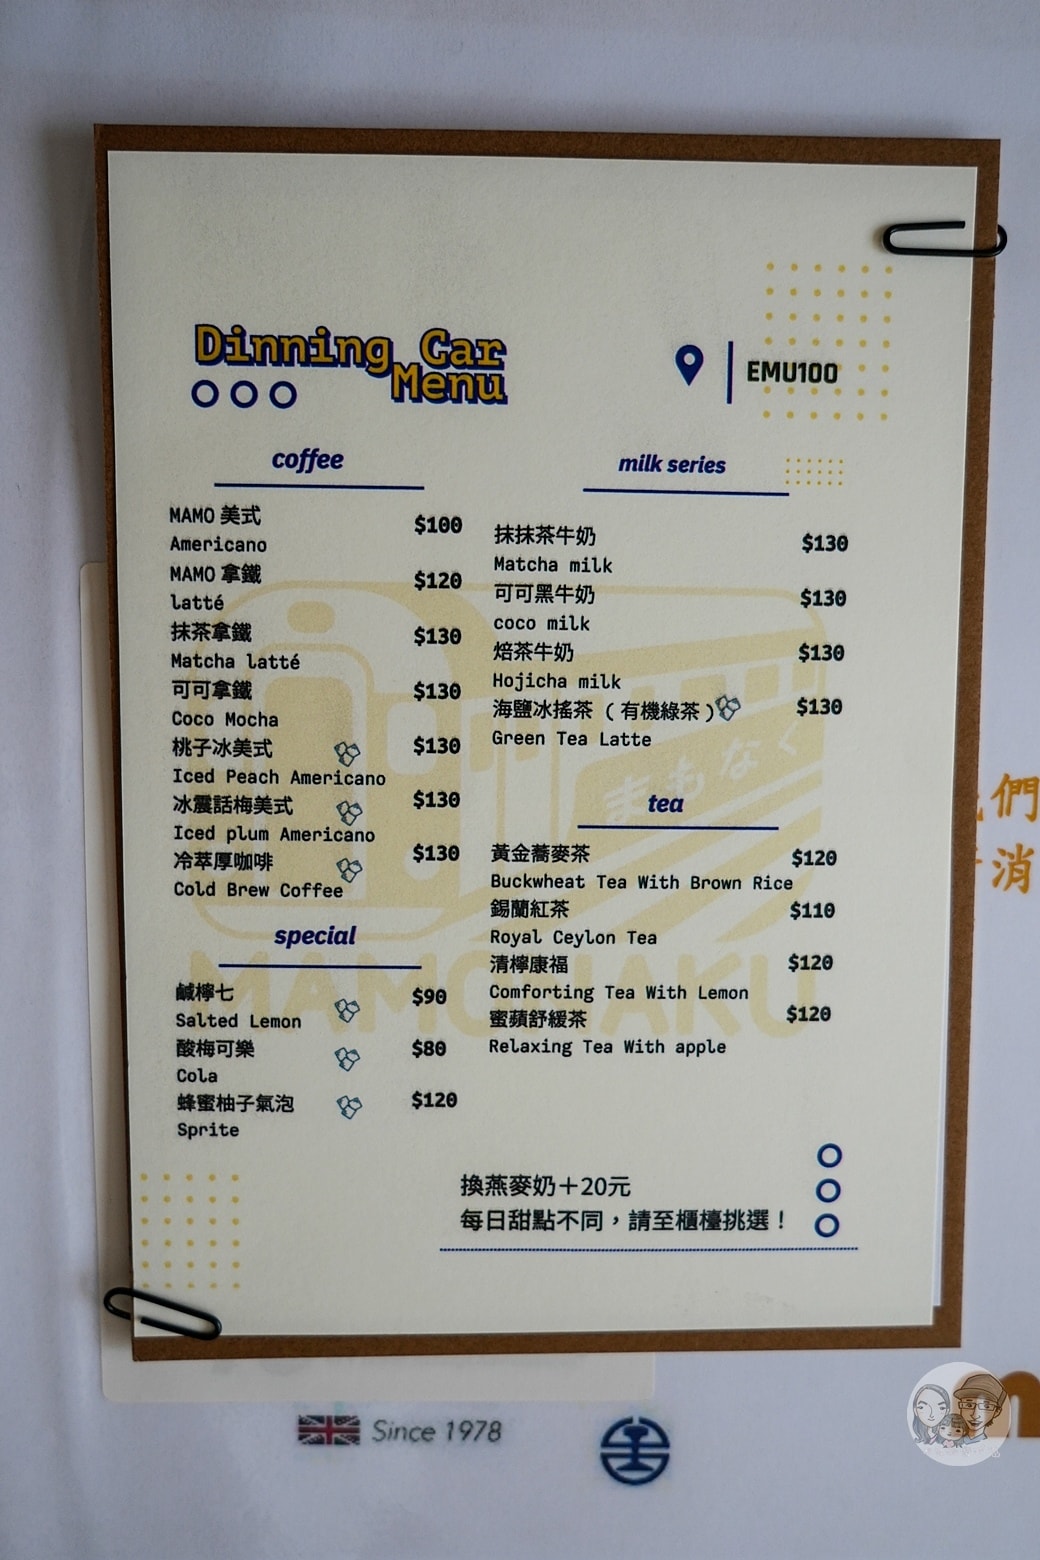 Dinning Car
Menu
EMU100
coffee
MAMO 美式
$100
Americano
MAMO 拿鐵
$120
latté
抹茶拿鐵
$130
Matcha latté
可可拿鐵
$130
Coco Mocha
桃子冰美式
$130
Iced Peach Americano
冰震話梅美式
$130
Iced plum Americano
冷萃厚咖啡
$130
Cold Brew Coffee
special
鹹檸七
$90
Salted Lemon
酸梅可樂
$80
Cola
蜂蜜柚子氣泡
$120
Sprite
milk series
抹抹茶牛奶
$130
Matcha milk
可可黑牛奶
$130
coco milk
焙茶牛奶
$130
Hojicha milk
海鹽冰搖茶 (有機綠茶)
$130
Green Tea Latte
まもなく
tea
黃金蕎麥茶
$120
Buckwheat Tea With Brown Rice
錫蘭紅茶
$110
Royal Ceylon Tea
清檸康福
$120
Comforting Tea With Lemon
蜜蘋舒緩茶
$120
Relaxing Tea With apple
換燕麥奶+20元
每日甜點不同,請至櫃檯挑選!
們
消
Since 1978